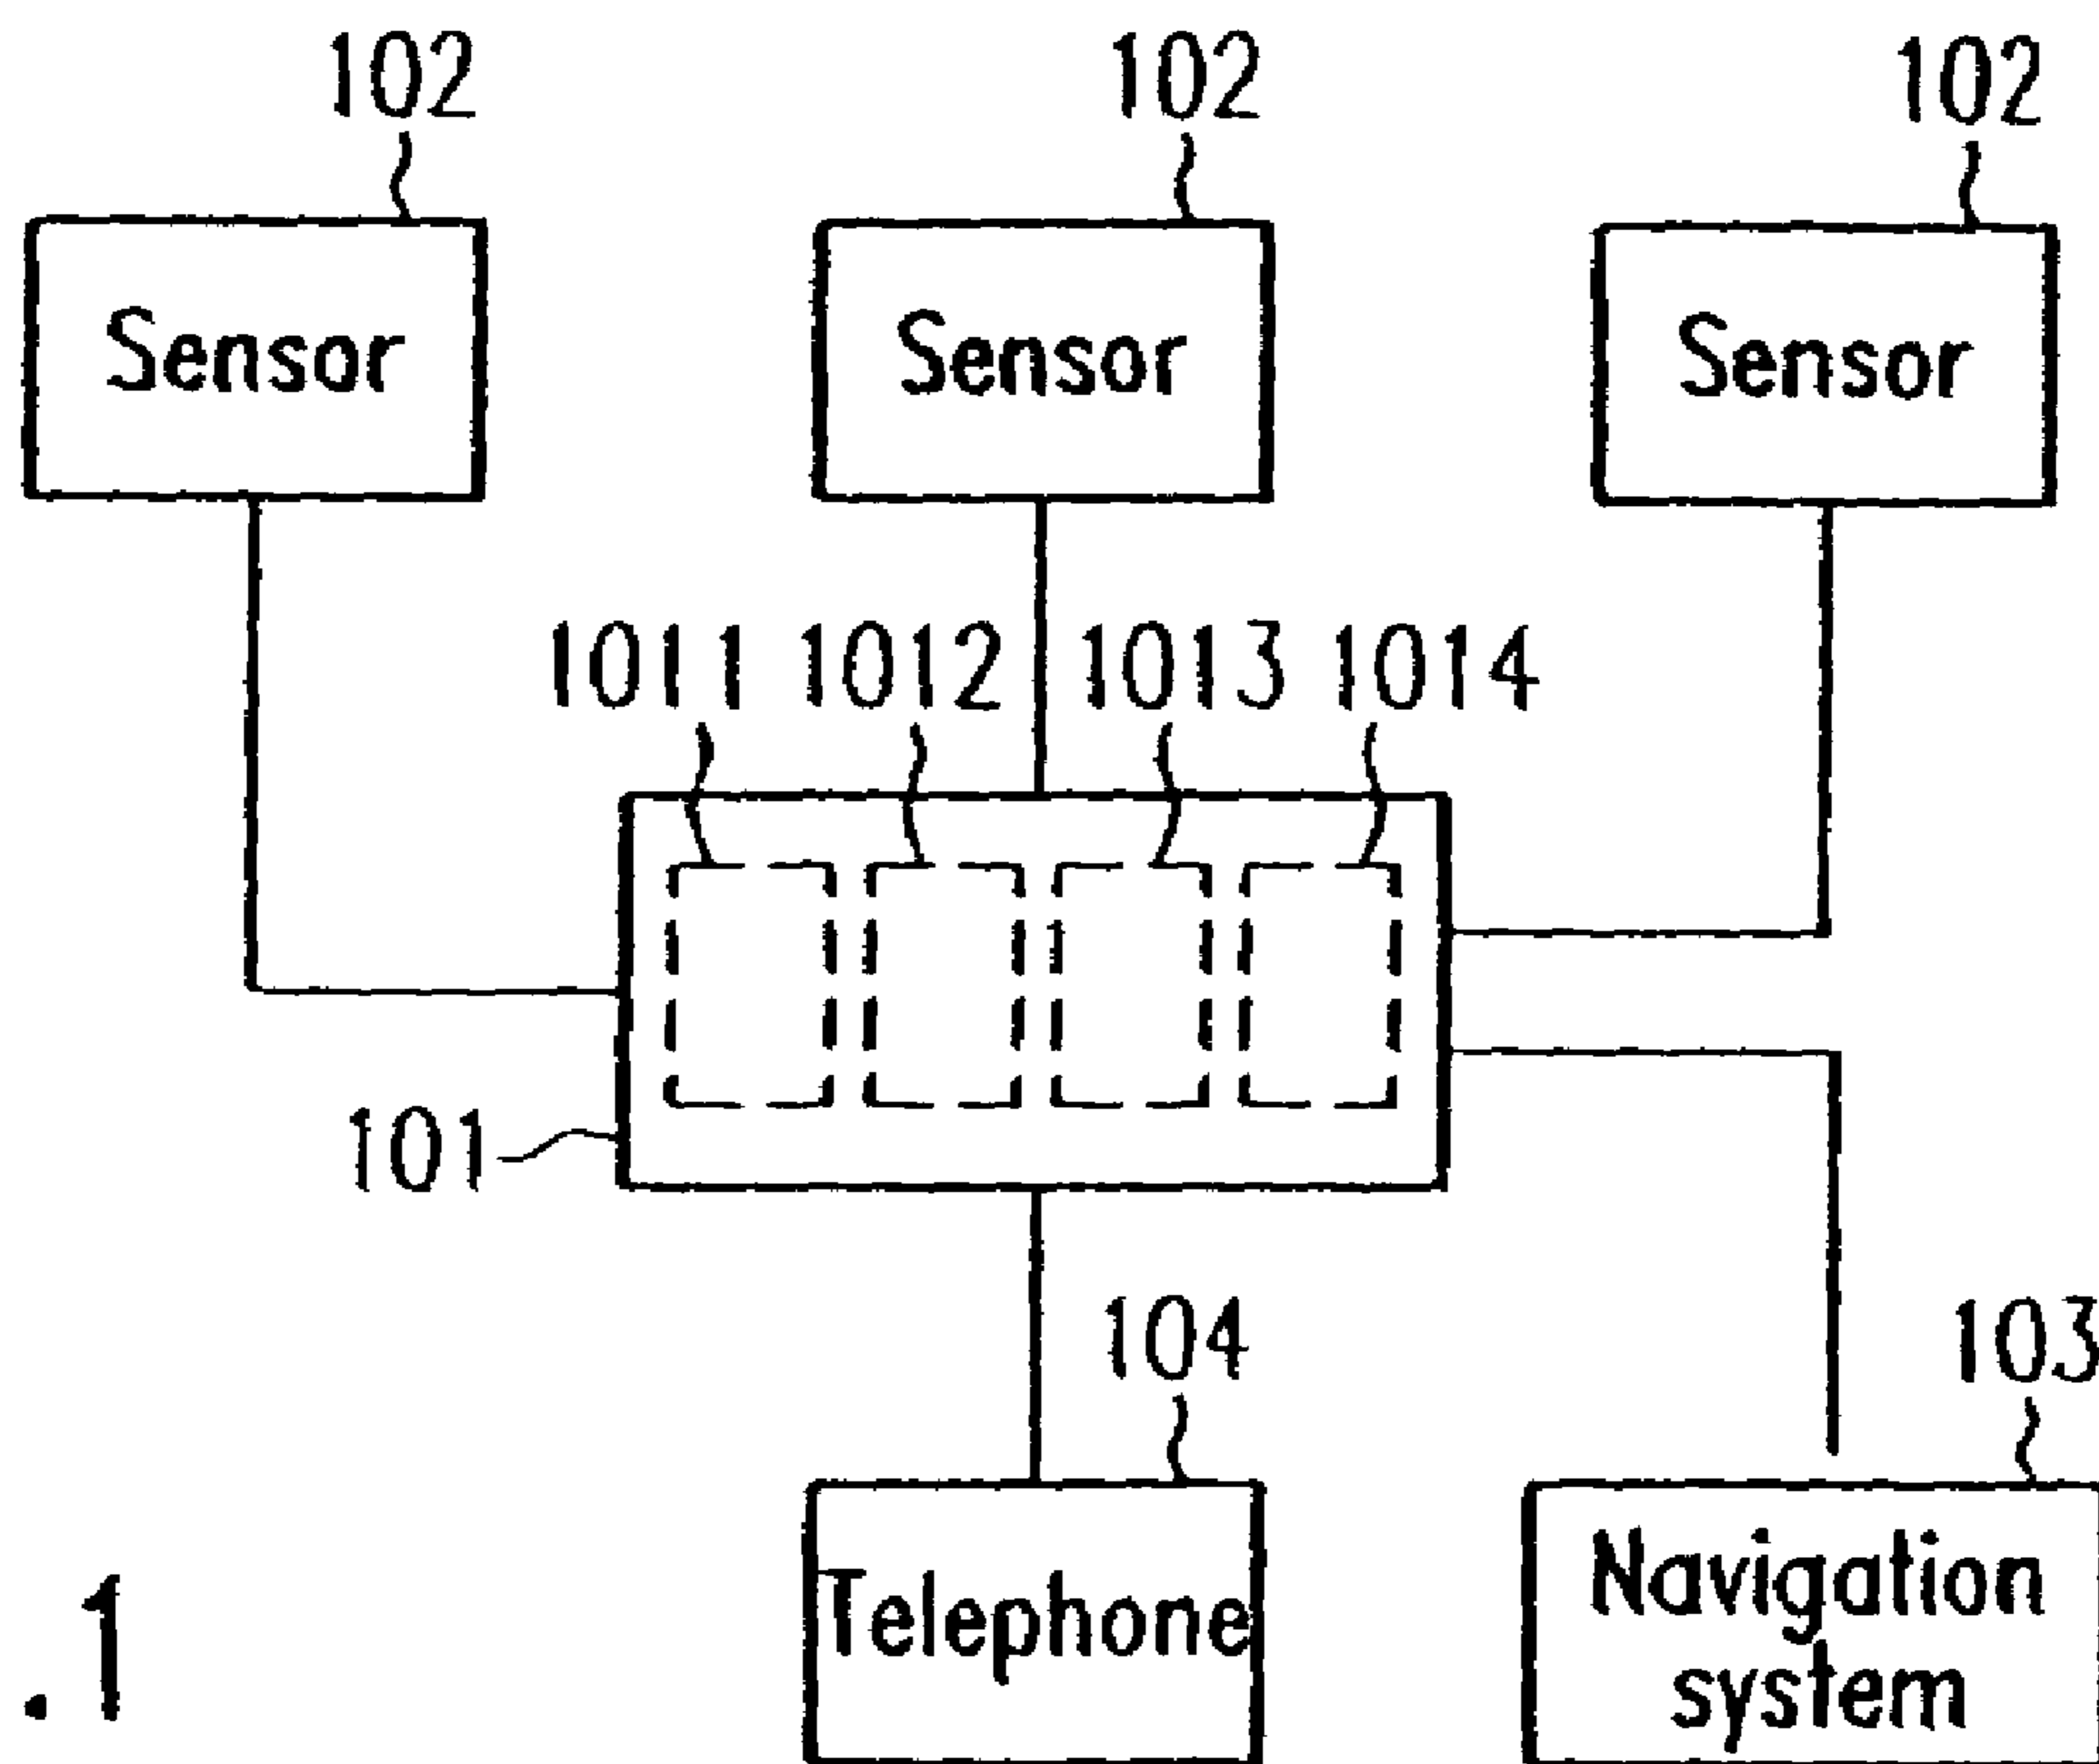 102 102 102
Sensor Sensor Sensor
1011 1012 1013 1014
101
104 103
Telephone Navigation
system
.1